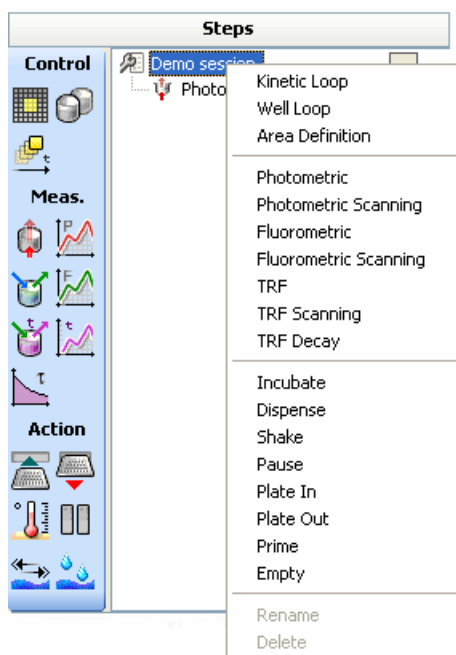 Steps
Control
Meas.
Action
Demo session
Photo
Kinetic Loop
Well Loop
Area Definition
Photometric
Photometric Scanning
Fluorometric
Fluorometric Scanning
TRF
TRF Scanning
TRF Decay
Incubate
Dispense
Shake
Pause
Plate In
Plate Out
Prime
Empty
Rename
Delete